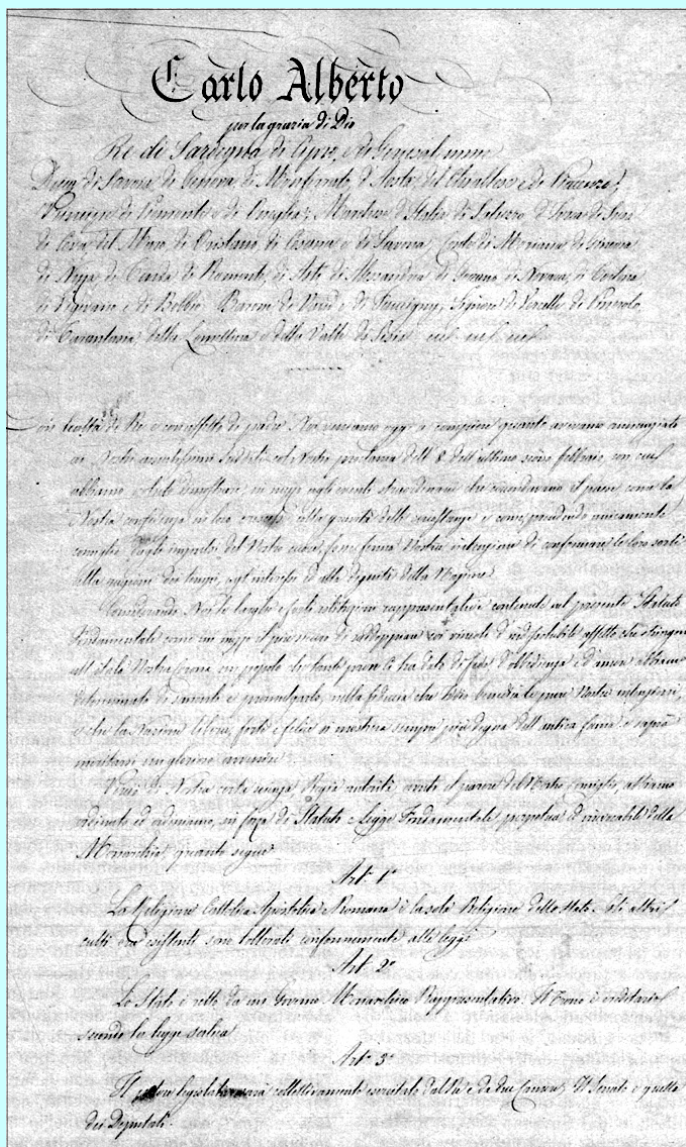 Carlo Alberto
per la grazia di Dio
Re di Sardegna, di Cipro, e di Gerusalemme
Duca di Savoia, di Genova, di Monferrato, d'Aosta, del Chiablese e di Piacenza;
Principe di Piemonte e di Oneglia; Marchese d'Italia, di Saluzzo, d'Ivrea, di Susa
di Ceva, del Maro, di Oristano, di Cesana e di Savona; Conte di Moriana, di Ginevra
di Nizza, di Tenda, di Romonte, di Asti, di Alessandria, di Goceano, di Novara, di Tortona
di Vigevano e di Bobbio; Barone di Vaud e di Faucigny; Signore di Vercelli, di Pinerolo
di Tarantasia, della Lomellina e della Valle di Sesia ecc. ecc. ecc.
Con lealtà di Re e con affetto di padre Noi veniamo oggi a compiere quanto avevamo annunziato
ai Nostri amatissimi sudditi col Nostro proclama dell'8 dell'ultimo scorso febbraio, con cui
abbiamo voluto dimostrare, in mezzo agli eventi straordinarii che circondavano il paese, come la
Nostra confidenza in loro crescesse colla gravità delle circostanze, e come prendendo unicamente
consiglio dagli impulsi del Nostro cuore, fosse ferma Nostra intenzione di conformare le loro sorti
alla ragione dei tempi, agl'interessi ed alla dignità della Nazione.
Considerando Noi le larghe e forti istituzioni rappresentative contenute nel presente Statuto
Fondamentale come un mezzo il più sicuro di raddoppiare coi vincoli d'indissolubile affetto che stringono
all'itala Nostra Corona un popolo che tante prove Ci ha dato di fede, d'obbedienza e d'amore, abbiamo
determinato di sancirlo e promulgarlo, nella fiducia che Iddio benedirà le pure Nostre intenzioni,
e che la Nazione libera, forte e felice si mostrerà sempre più degna dell'antica fama, e saprà
meritarsi un glorioso avvenire.
Perciò di Nostra certa scienza, Regia autorità, avuto il parere del Nostro Consiglio, abbiamo
ordinato ed ordiniamo, in forza di Statuto e Legge Fondamentale, perpetua ed irrevocabile della
Monarchia, quanto segue:
Art. 1º
La Religione Cattolica, Apostolica e Romana è la sola Religione dello Stato. Gli altri
culti ora esistenti sono tollerati conformemente alle leggi.
Art. 2º
Lo Stato è retto da un Governo Monarchico Rappresentativo. Il Trono è ereditario
secondo la legge salica.
Art. 3º
Il potere legislativo sarà collettivamente esercitato dal Re e da due Camere; Il Senato e quella
dei Deputati.